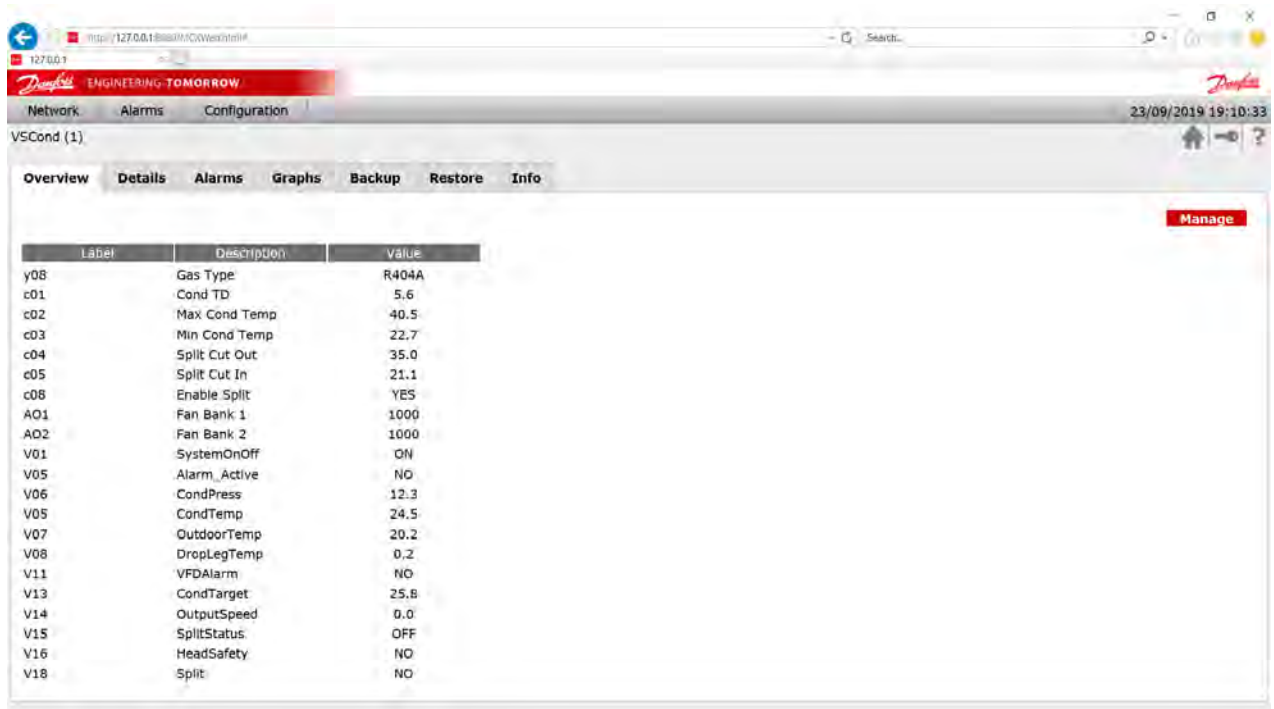 127.0.0.1
Search...
127.0.0.1
Danfoss ENGINEERING TOMORROW
Danfoss
Network Alarms Configuration
23/09/2019 19:10:33
VSCond (1)
?
Overview Details Alarms Graphs Backup Restore Info
Manage
Label Description Value
y08 Gas Type R404A
c01 Cond TD 5.6
c02 Max Cond Temp 40.5
c03 Min Cond Temp 22.7
c04 Split Cut Out 35.0
c05 Split Cut In 21.1
c08 Enable Split YES
AO1 Fan Bank 1 1000
AO2 Fan Bank 2 1000
V01 SystemOnOff ON
V05 Alarm_Active NO
V06 CondPress 12.3
V05 CondTemp 24.5
V07 OutdoorTemp 20.2
V08 DropLegTemp 0.2
V11 VFDAlarm NO
V13 CondTarget 25.8
V14 OutputSpeed 0.0
V15 SplitStatus OFF
V16 HeadSafety NO
V18 Split NO